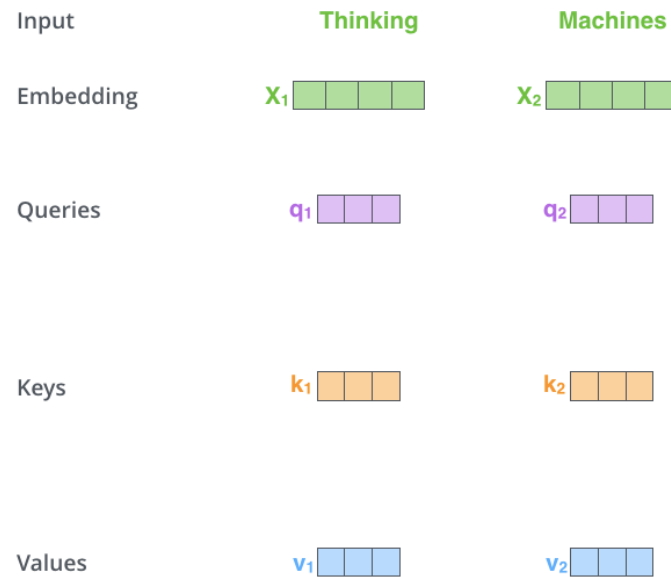 Input Thinking Machines
Embedding X₁ X₂
Queries q₁ q₂
Keys k₁ k₂
Values v₁ v₂